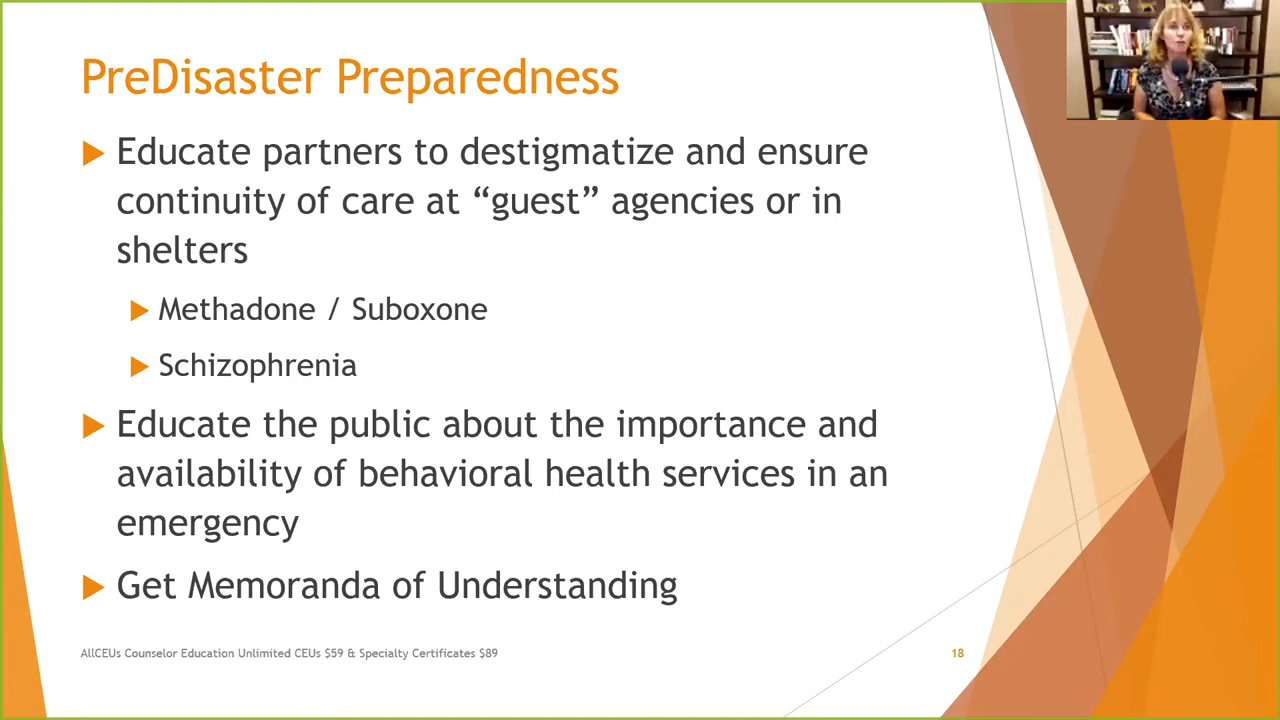 PreDisaster Preparedness
Educate partners to destigmatize and ensure
continuity of care at “guest” agencies or in
shelters
Methadone / Suboxone
Schizophrenia
Educate the public about the importance and
availability of behavioral health services in an
emergency
Get Memoranda of Understanding
AllCEUs Counselor Education Unlimited CEUs $59 & Specialty Certificates $89
18